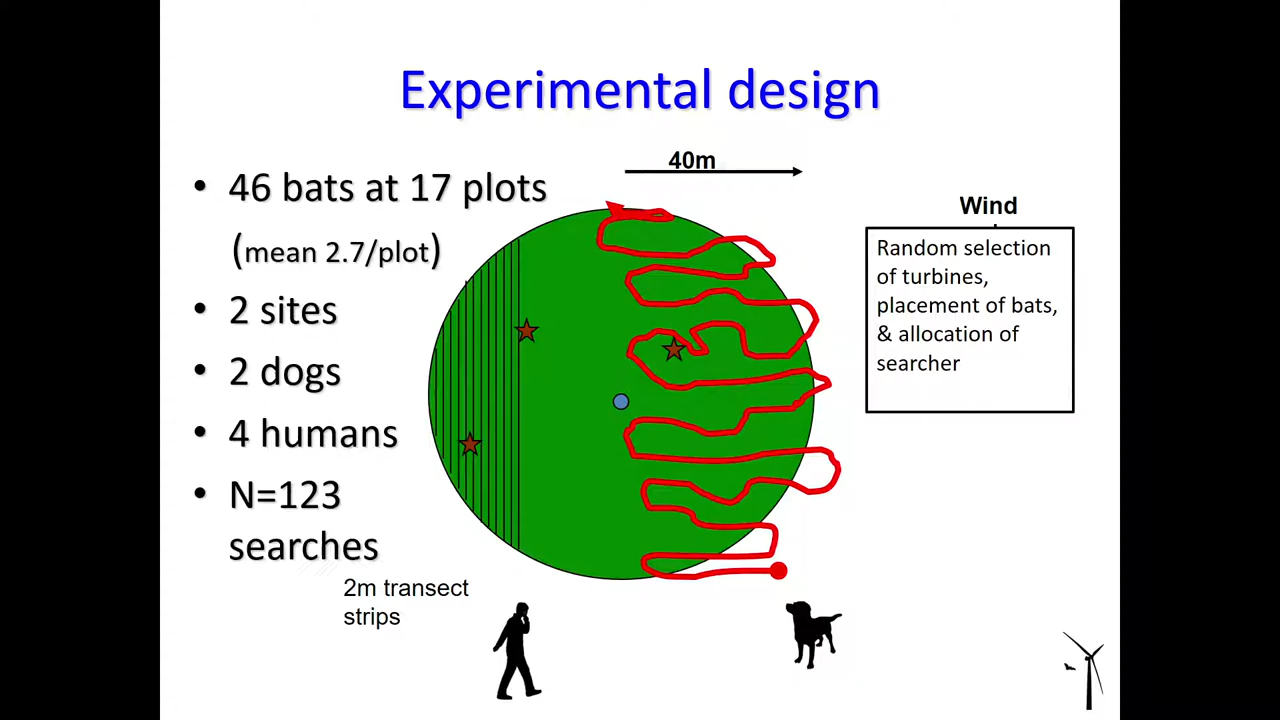 Experimental design
• 46 bats at 17 plots
(mean 2.7/plot)
• 2 sites
• 2 dogs
• 4 humans
• N=123
searches
2m transect
strips
40m
Wind
Random selection
of turbines,
placement of bats,
& allocation of
searcher